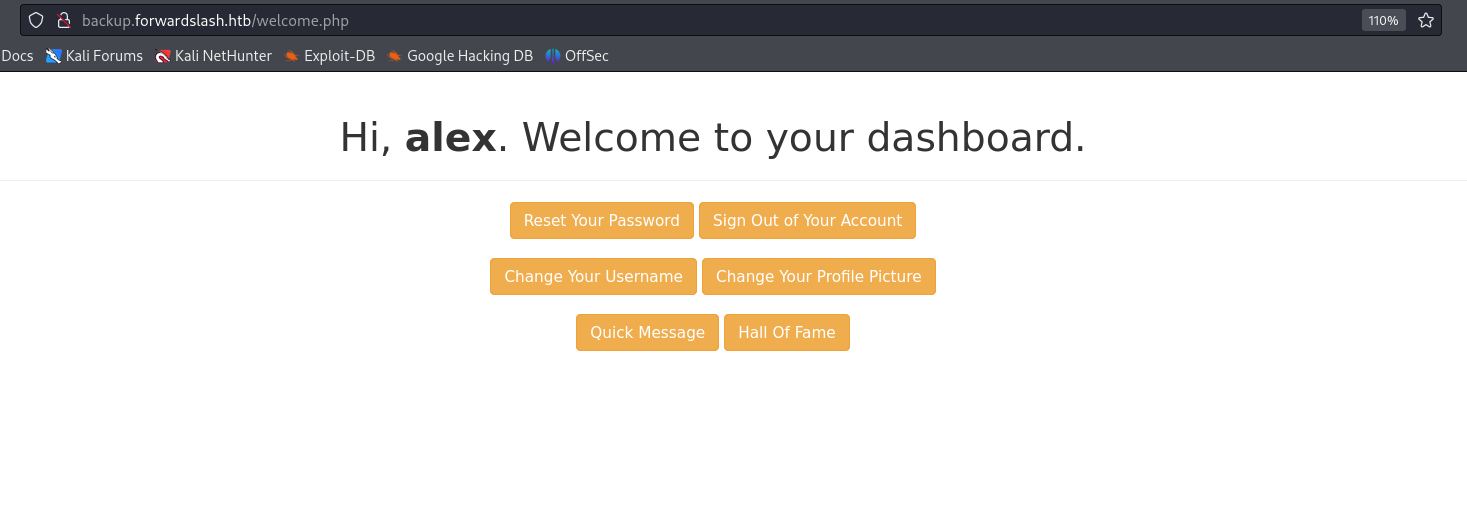 backup.forwardslash.htb/welcome.php 110%
Docs Kali Forums Kali NetHunter Exploit-DB Google Hacking DB OffSec
Hi, alex. Welcome to your dashboard.
Reset Your Password Sign Out of Your Account
Change Your Username Change Your Profile Picture
Quick Message Hall Of Fame